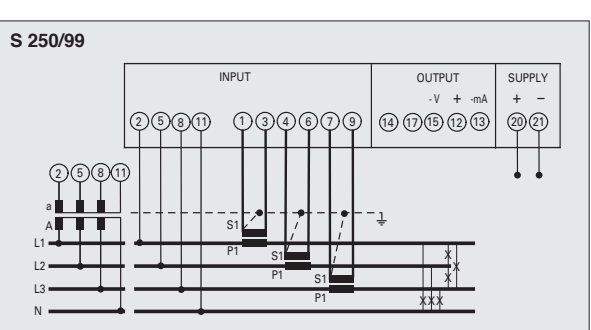 S 250/99
INPUT OUTPUT SUPPLY
- V + -mA + −
2 5 8 11 1 3 4 6 7 9 14 17 15 12 13 20 21
2 5 8 11
a
A
S1
L1
P1
S1
L2
P1
S1
L3
P1
N